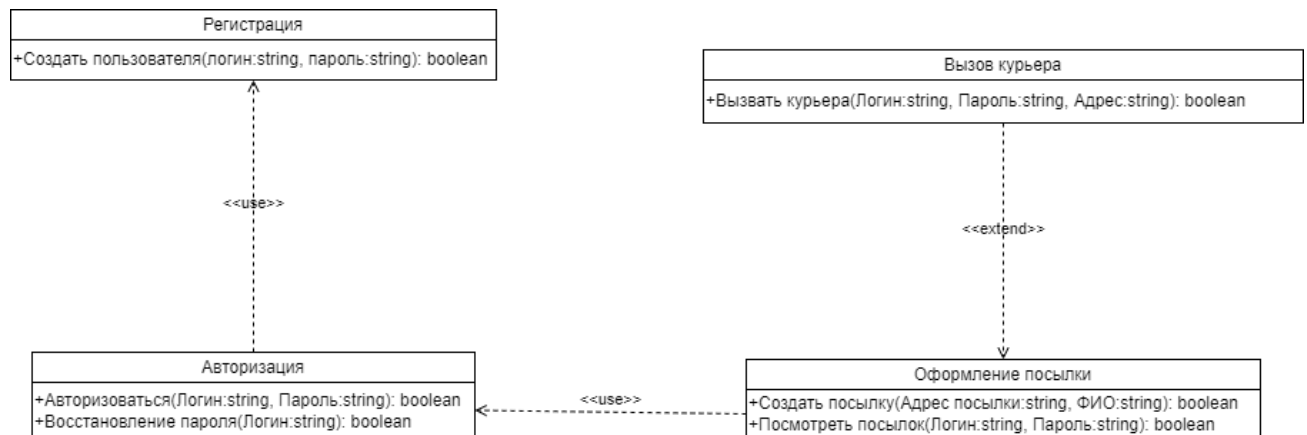 Регистрация
+Создать пользователя(логин:string, пароль:string): boolean
Вызов курьера
+Вызвать курьера(Логин:string, Пароль:string, Адрес:string): boolean
<<use>>
<<extend>>
Авторизация
+Авторизоваться(Логин:string, Пароль:string): boolean
+Восстановление пароля(Логин:string): boolean
<<use>>
Оформление посылки
+Создать посылку(Адрес посылки:string, ФИО:string): boolean
+Посмотреть посылок(Логин:string, Пароль:string): boolean